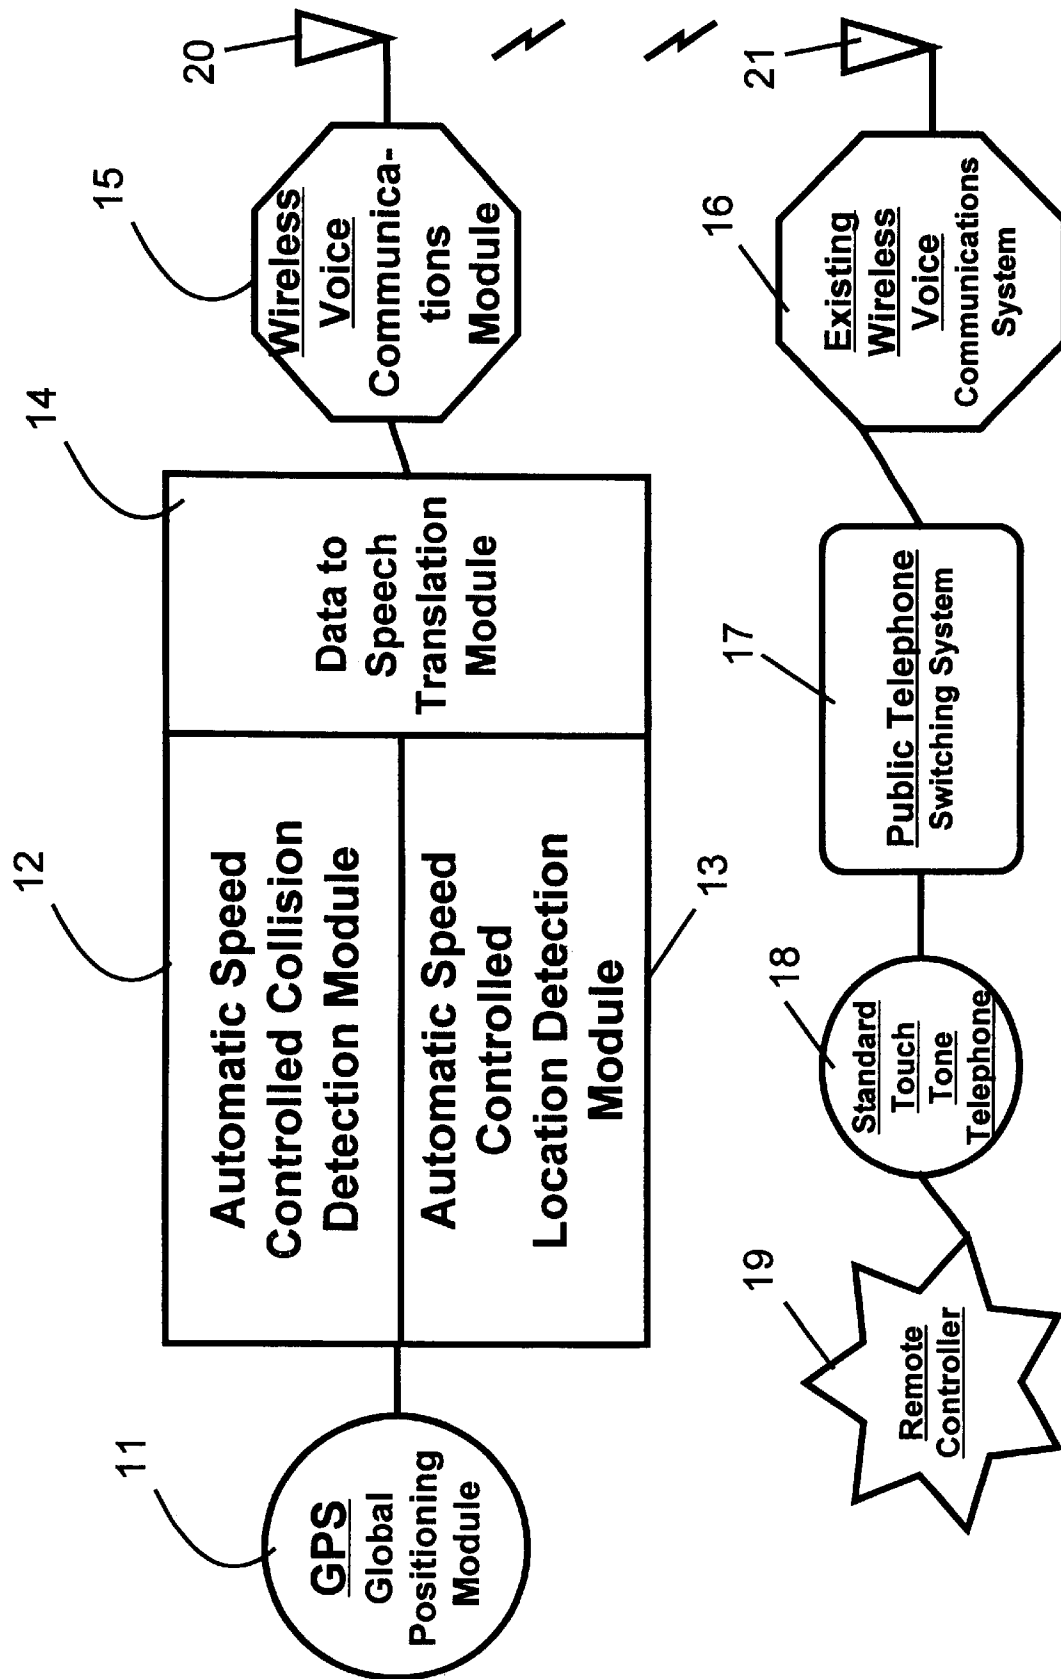 11
GPS
Global
Positioning
Module
12
Automatic Speed
Controlled Collision
Detection Module
Automatic Speed
Controlled
Location Detection
Module
13
14
Data to
Speech
Translation
Module
15
Wireless
Voice
Communica-
tions
Module
20
19
Remote
Controller
18
Standard
Touch
Tone
Telephone
17
Public Telephone
Switching System
16
Existing
Wireless
Voice
Communications
System
21